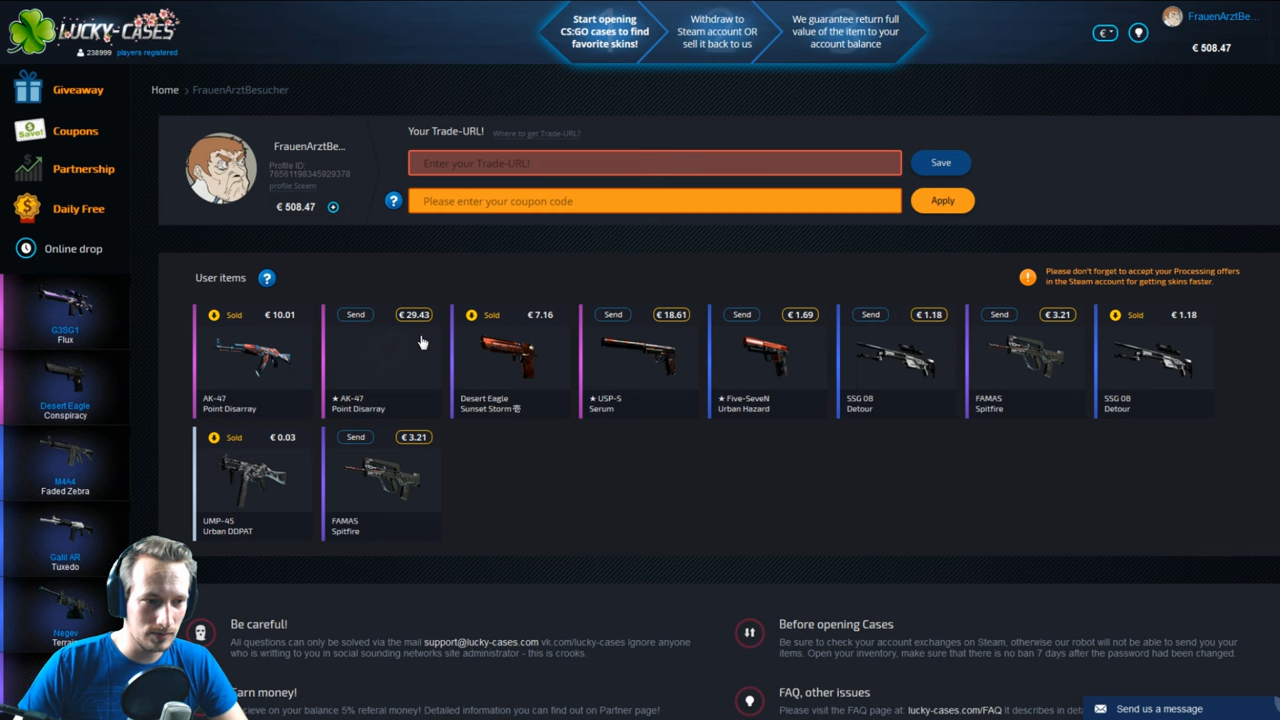 LUCKY-CASES
238999 players registered
Start opening
CS:GO cases to find
favorite skins!
Withdraw to
Steam account OR
sell it back to us
We guarantee return full
value of the item to your
account balance
€
FrauenArztBe...
€ 508.47
Giveaway
Save!
Coupons
Partnership
Daily Free
Online drop
G3SG1
Flux
Desert Eagle
Conspiracy
M4A4
Faded Zebra
Galil AR
Tuxedo
Negev
Home > FrauenArztBesucher
FrauenArztBe...
Profile ID:
76561198345929378
profile Steam
€ 508.47
Your Trade-URL! Where to get Trade-URL?
Enter your Trade-URL!
Save
?
Please enter your coupon code
Apply
User items ?
! Please don't forget to accept your Processing offers
in the Steam account for getting skins faster.
Sold € 10.01
AK-47
Point Disarray
Send € 29.43
★ AK-47
Point Disarray
Sold € 7.16
Desert Eagle
Sunset Storm 壱
Send € 18.61
★ USP-S
Serum
Send € 1.69
★ Five-SeveN
Urban Hazard
Send € 1.18
SSG 08
Detour
Send € 3.21
FAMAS
Spitfire
Sold € 1.18
SSG 08
Detour
Sold € 0.03
UMP-45
Urban DDPAT
Send € 3.21
FAMAS
Spitfire
Be careful!
All questions can only be solved via the mail support@lucky-cases.com vk.com/lucky-cases Ignore anyone
who is writting to you in social sounding networks site administrator - this is crooks.
Before opening Cases
Be sure to check your account exchanges on Steam, otherwise our robot will not be able to send you your
items. Open your inventory, make sure that there is no ban 7 days after the password had been changed.
Earn money!
on your balance 5% referal money! Detailed information you can find out on Partner page!
FAQ, other issues
Please visit the FAQ page at: lucky-cases.com/FAQ it describes in
Send us a message